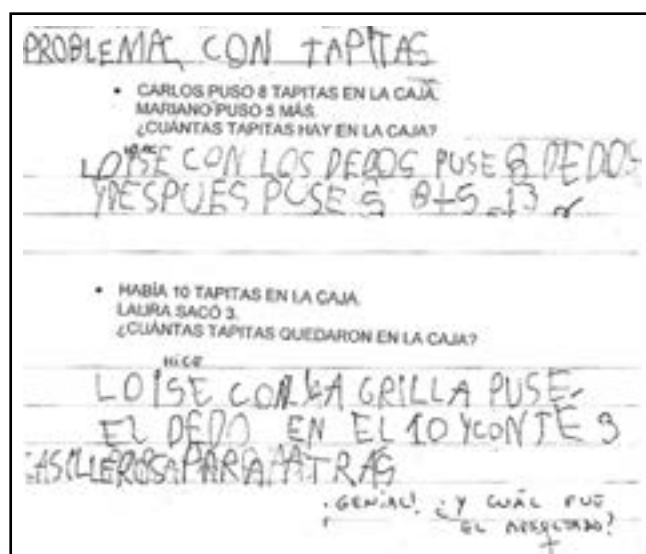 PROBLEMA CON TAPITAS
• CARLOS PUSO 8 TAPITAS EN LA CAJA.
MARIANO PUSO 5 MÁS.
¿CUÁNTAS TAPITAS HAY EN LA CAJA?
HICE
LO ISE CON LOS DEDOS PUSE 8 DEDOS
Y DESPUES PUSE 5 8+5=13
• HABÍA 10 TAPITAS EN LA CAJA.
LAURA SACÓ 3.
¿CUÁNTAS TAPITAS QUEDARON EN LA CAJA?
HICE
LO ISE CON LA GRILLA PUSE
EL DEDO EN EL 10 Y CONTÉ 3
CASILLEROS PARA ATRAS
¡GENIAL! ¿Y CUÁL FUE
EL RESULTADO?